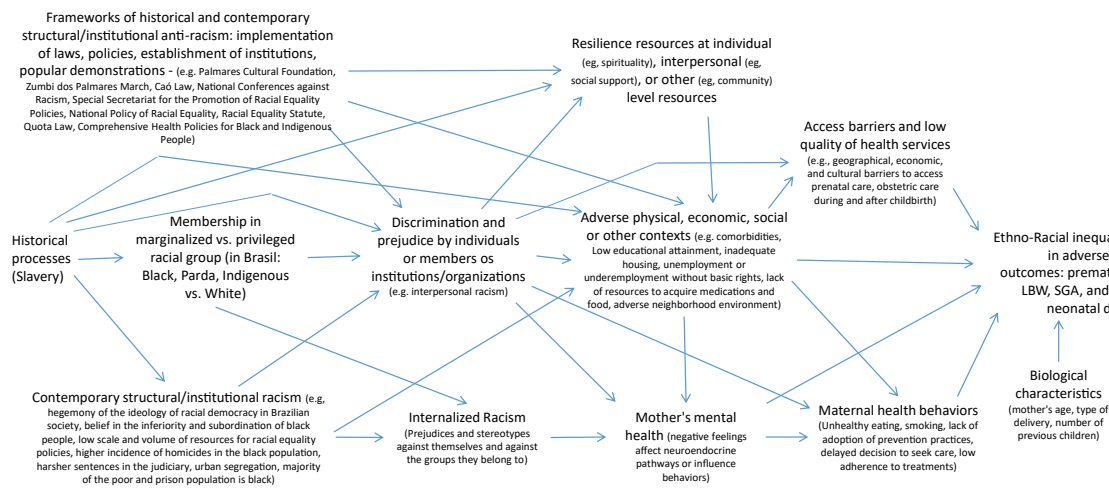 Frameworks of historical and contemporary
structural/institutional anti-racism: implementation
of laws, policies, establishment of institutions,
popular demonstrations - (e.g. Palmares Cultural Foundation,
Zumbi dos Palmares March, Caó Law, National Conferences against
Racism, Special Secretariat for the Promotion of Racial Equality
Policies, National Policy of Racial Equality, Racial Equality Statute,
Quota Law, Comprehensive Health Policies for Black and Indigenous
People)
Resilience resources at individual
(eg, spirituality), interpersonal (eg,
social support), or other (eg, community)
level resources
Access barriers and low
quality of health services
(e.g., geographical, economic,
and cultural barriers to access
prenatal care, obstetric care
during and after childbirth)
Historical
processes
(Slavery)
Membership in
marginalized vs. privileged
racial group (in Brasil:
Black, Parda, Indigenous
vs. White)
Discrimination and
prejudice by individuals
or members os
institutions/organizations
(e.g. interpersonal racism)
Adverse physical, economic, social
or other contexts (e.g. comorbidities,
Low educational attainment, inadequate
housing, unemployment or
underemployment without basic rights, lack
of resources to acquire medications and
food, adverse neighborhood environment)
Ethno-Racial inequa
in adverse
outcomes: premat
LBW, SGA, and
neonatal d
Contemporary structural/institutional racism (e.g,
hegemony of the ideology of racial democracy in Brazilian
society, belief in the inferiority and subordination of black
people, low scale and volume of resources for racial equality
policies, higher incidence of homicides in the black population,
harsher sentences in the judiciary, urban segregation, majority
of the poor and prison population is black)
Internalized Racism
(Prejudices and stereotypes
against themselves and against
the groups they belong to)
Mother's mental
health (negative feelings
affect neuroendocrine
pathways or influence
behaviors)
Maternal health behaviors
(Unhealthy eating, smoking, lack of
adoption of prevention practices,
delayed decision to seek care, low
adherence to treatments)
Biological
characteristics
(mother's age, type of
delivery, number of
previous children)